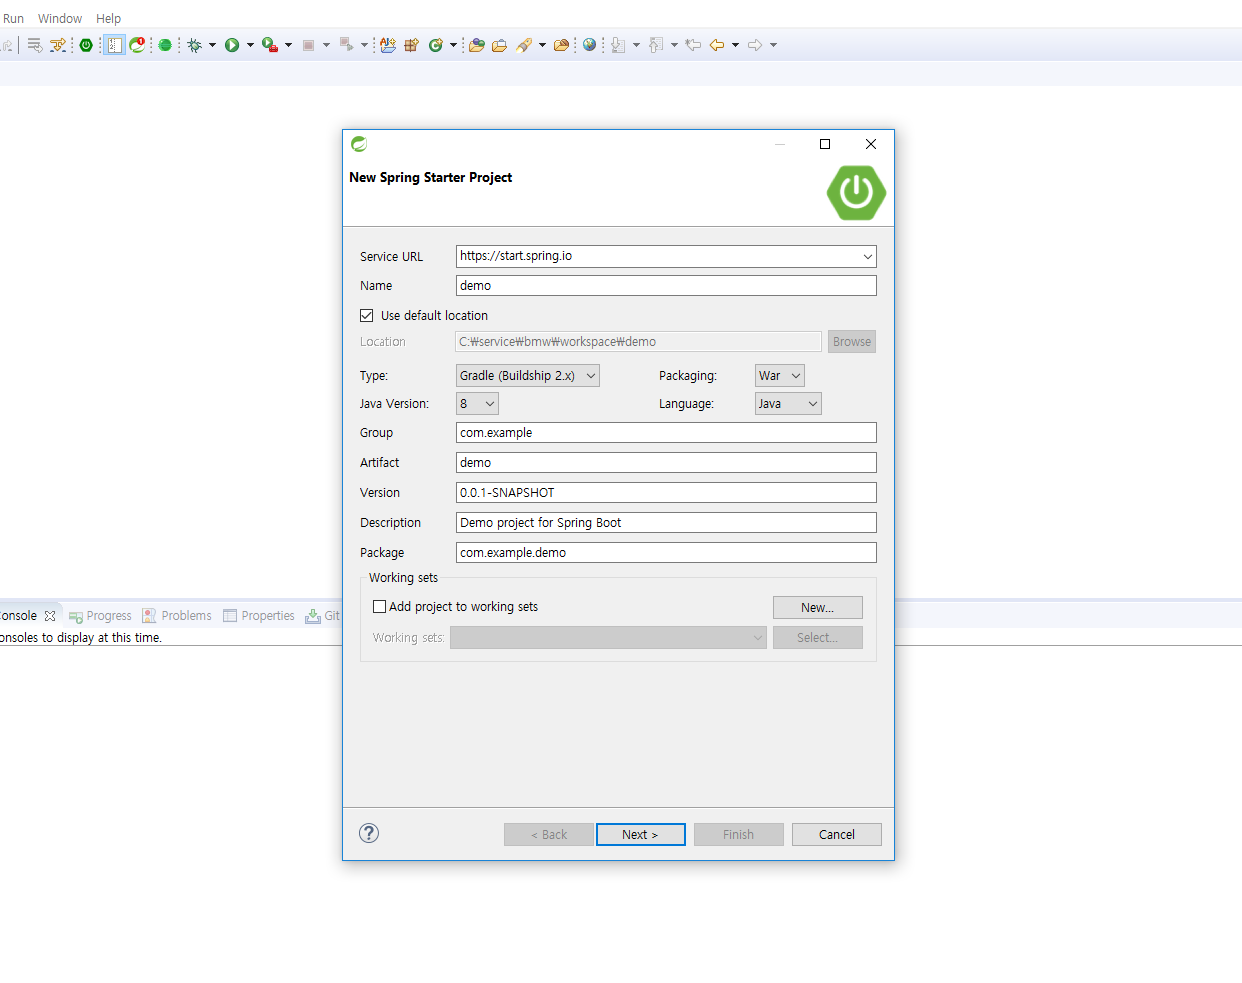 Run Window Help
New Spring Starter Project
Service URL https://start.spring.io
Name demo
Use default location
Location C:₩service₩bmw₩workspace₩demo Browse
Type: Gradle (Buildship 2.x) Packaging: War
Java Version: 8 Language: Java
Group com.example
Artifact demo
Version 0.0.1-SNAPSHOT
Description Demo project for Spring Boot
Package com.example.demo
Working sets
Add project to working sets New...
Working sets: Select...
onsole Progress Problems Properties Git
onsoles to display at this time.
? < Back Next > Finish Cancel